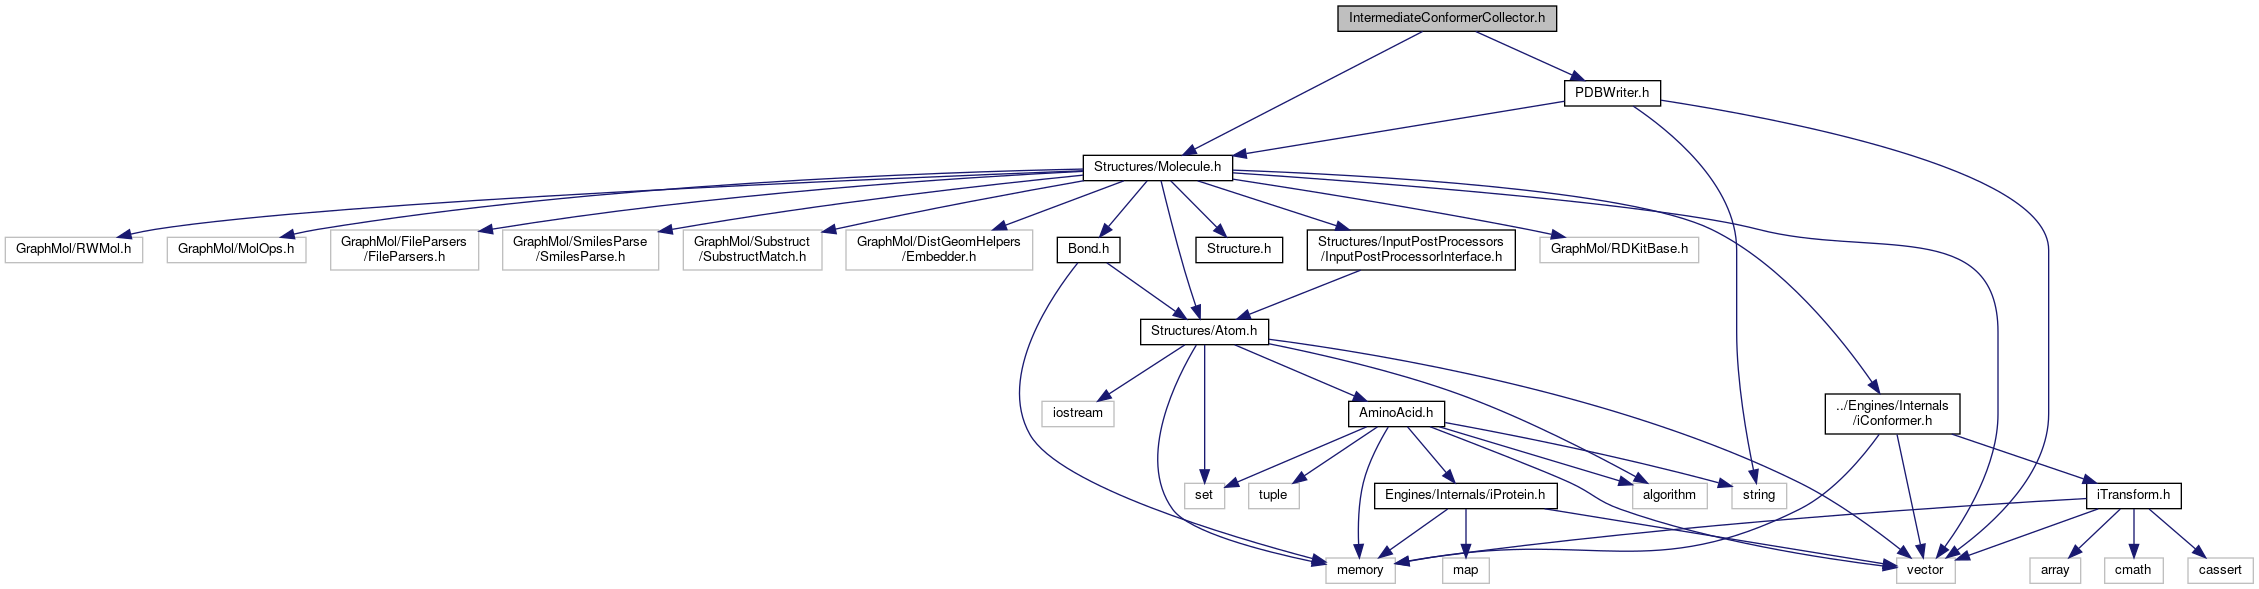 IntermediateConformerCollector.h
PDBWriter.h
Structures/Molecule.h
GraphMol/RWMol.h
GraphMol/MolOps.h
GraphMol/FileParsers
/FileParsers.h
GraphMol/SmilesParse
/SmilesParse.h
GraphMol/Substruct
/SubstructMatch.h
GraphMol/DistGeomHelpers
/Embedder.h
Bond.h
Structure.h
Structures/InputPostProcessors
/InputPostProcessorInterface.h
GraphMol/RDKitBase.h
Structures/Atom.h
iostream
AminoAcid.h
../Engines/Internals
/iConformer.h
set
tuple
Engines/Internals/iProtein.h
algorithm
string
iTransform.h
memory
map
vector
array
cmath
cassert